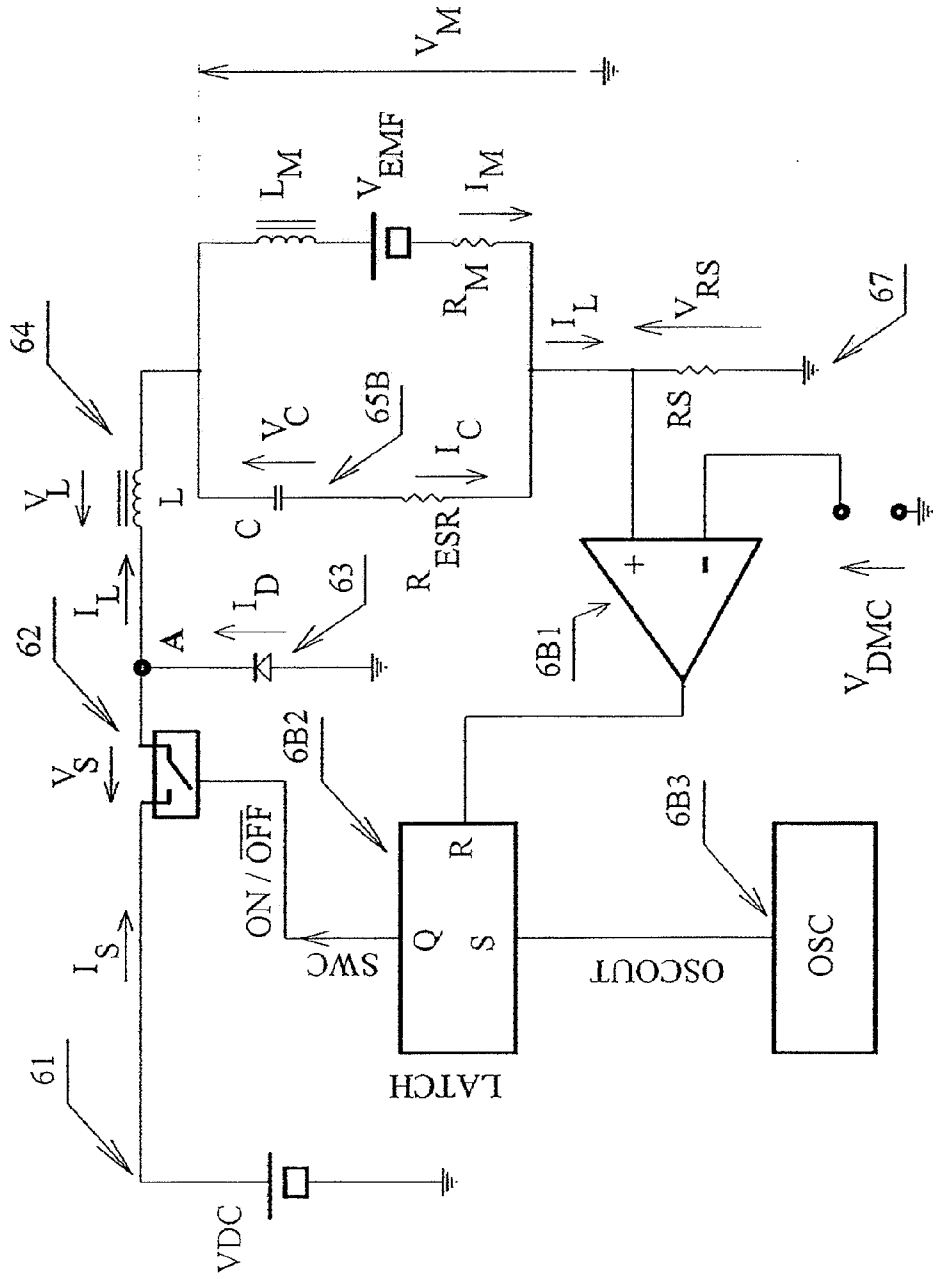 61
62
64
I_S
V_S
I_L
V_L
A
L
VDC
I_D
63
C
V_C
65B
R_ESR
I_C
L_M
V_EMF
R_M
I_M
V_M
ON / OFF
SWC
6B2
LATCH
Q
R
S
OSCOUT
6B3
OSC
6B1
+
-
I_L
V_RS
RS
67
V_DMC